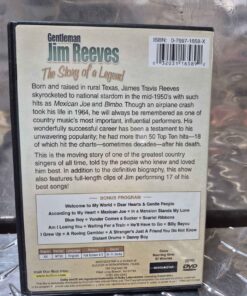 Gentleman
Jim Reeves
The Story of a Legend
ISBN: 0-7697-1659-X
Born and raised in rural Texas, James Travis Reeves
skyrocketed to national stardom in the mid-1950's with such
hits as Mexican Joe and Bimbo. Though an airplane crash
took his life in 1964, he will always be remembered as one of
country music's most important, influential performers. His
wonderfully successful career has been a testament to his
unwavering popularity; he had more than 50 Top Ten hits—18
of which hit the charts—sometimes decades—after his death.
This is the moving story of one of the greatest country
singers of all time, told by the people who knew and loved
him best. In addition to the definitive biography, this show
also features full-length clips of Jim performing 17 of his
best songs!
BONUS PROGRAM
Welcome to My World • Dear Hearts & Gentle People
According to My Heart • Mexican Joe • In a Mansion Stands My Love
Blue Boy • Yonder Comes a Sucker • Scarlet Ribbons
Am I Losing You • Waiting For a Train • He'll Have to Go • Billy Bayou
I Grew Up • A Rooting Gambler • A Stranger's Just A Friend You Do Not Know
Distant Drums • Danny Boy
Color
DVD